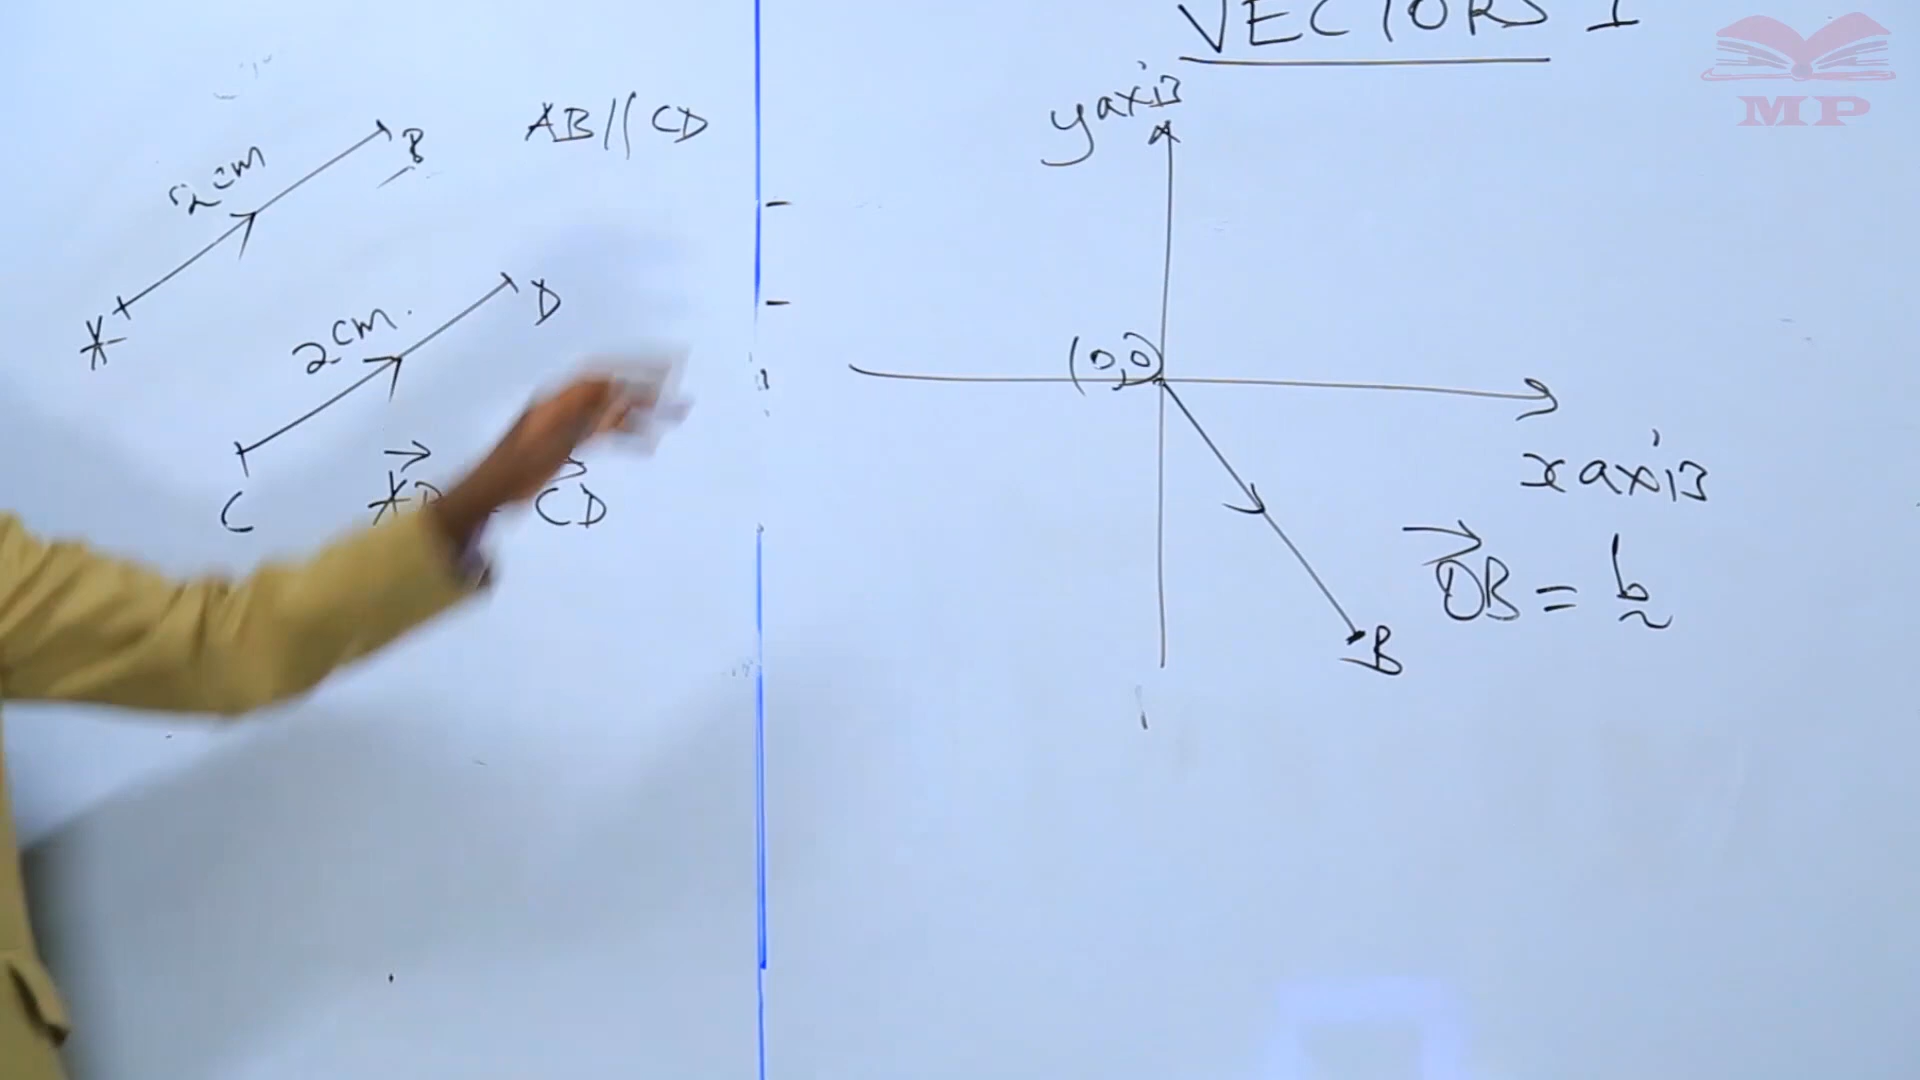 VECTORS I
MP
2cm
B
A
AB // CD
2cm.
D
C
CD
y axis
(0,0)
x axis
OB = b
B